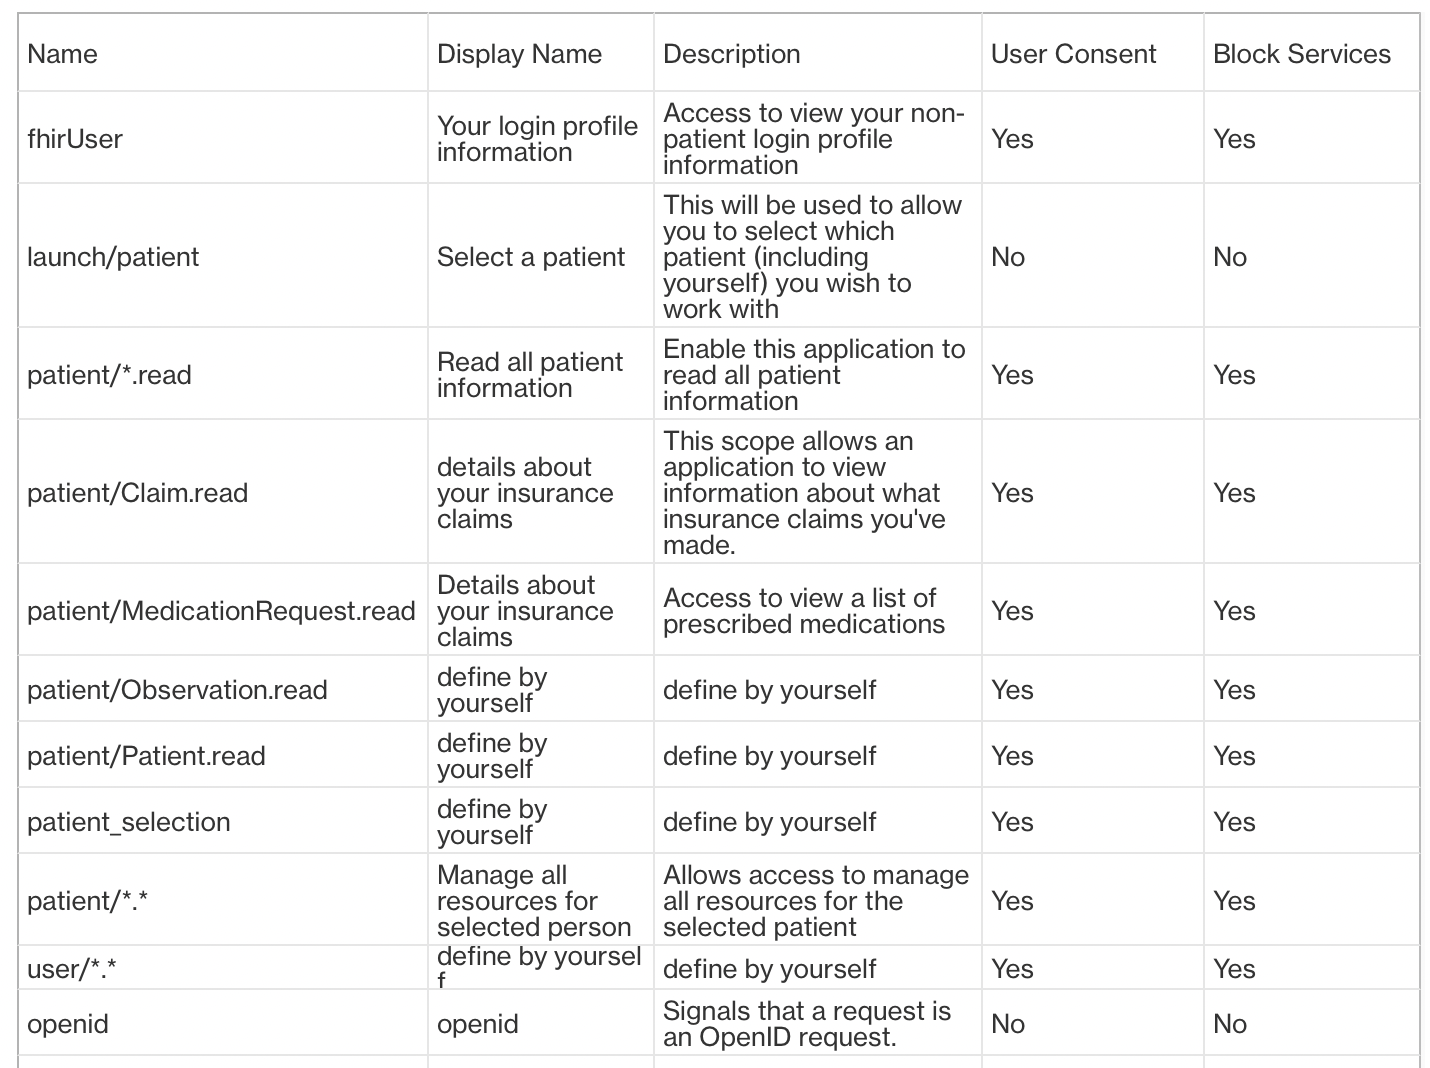 Name
Display Name
Description
User Consent
Block Services
fhirUser
Your login profile
information
Access to view your non-
patient login profile
information
Yes
Yes
launch/patient
Select a patient
This will be used to allow
you to select which
patient (including
yourself) you wish to
work with
No
No
patient/*.read
Read all patient
information
Enable this application to
read all patient
information
Yes
Yes
patient/Claim.read
details about
your insurance
claims
This scope allows an
application to view
information about what
insurance claims you've
made.
Yes
Yes
patient/MedicationRequest.read
Details about
your insurance
claims
Access to view a list of
prescribed medications
Yes
Yes
patient/Observation.read
define by
yourself
define by yourself
Yes
Yes
patient/Patient.read
define by
yourself
define by yourself
Yes
Yes
patient_selection
define by
yourself
define by yourself
Yes
Yes
patient/*.*
Manage all
resources for
selected person
Allows access to manage
all resources for the
selected patient
Yes
Yes
user/*.*
define by yoursel
f
define by yourself
Yes
Yes
openid
openid
Signals that a request is
an OpenID request.
No
No